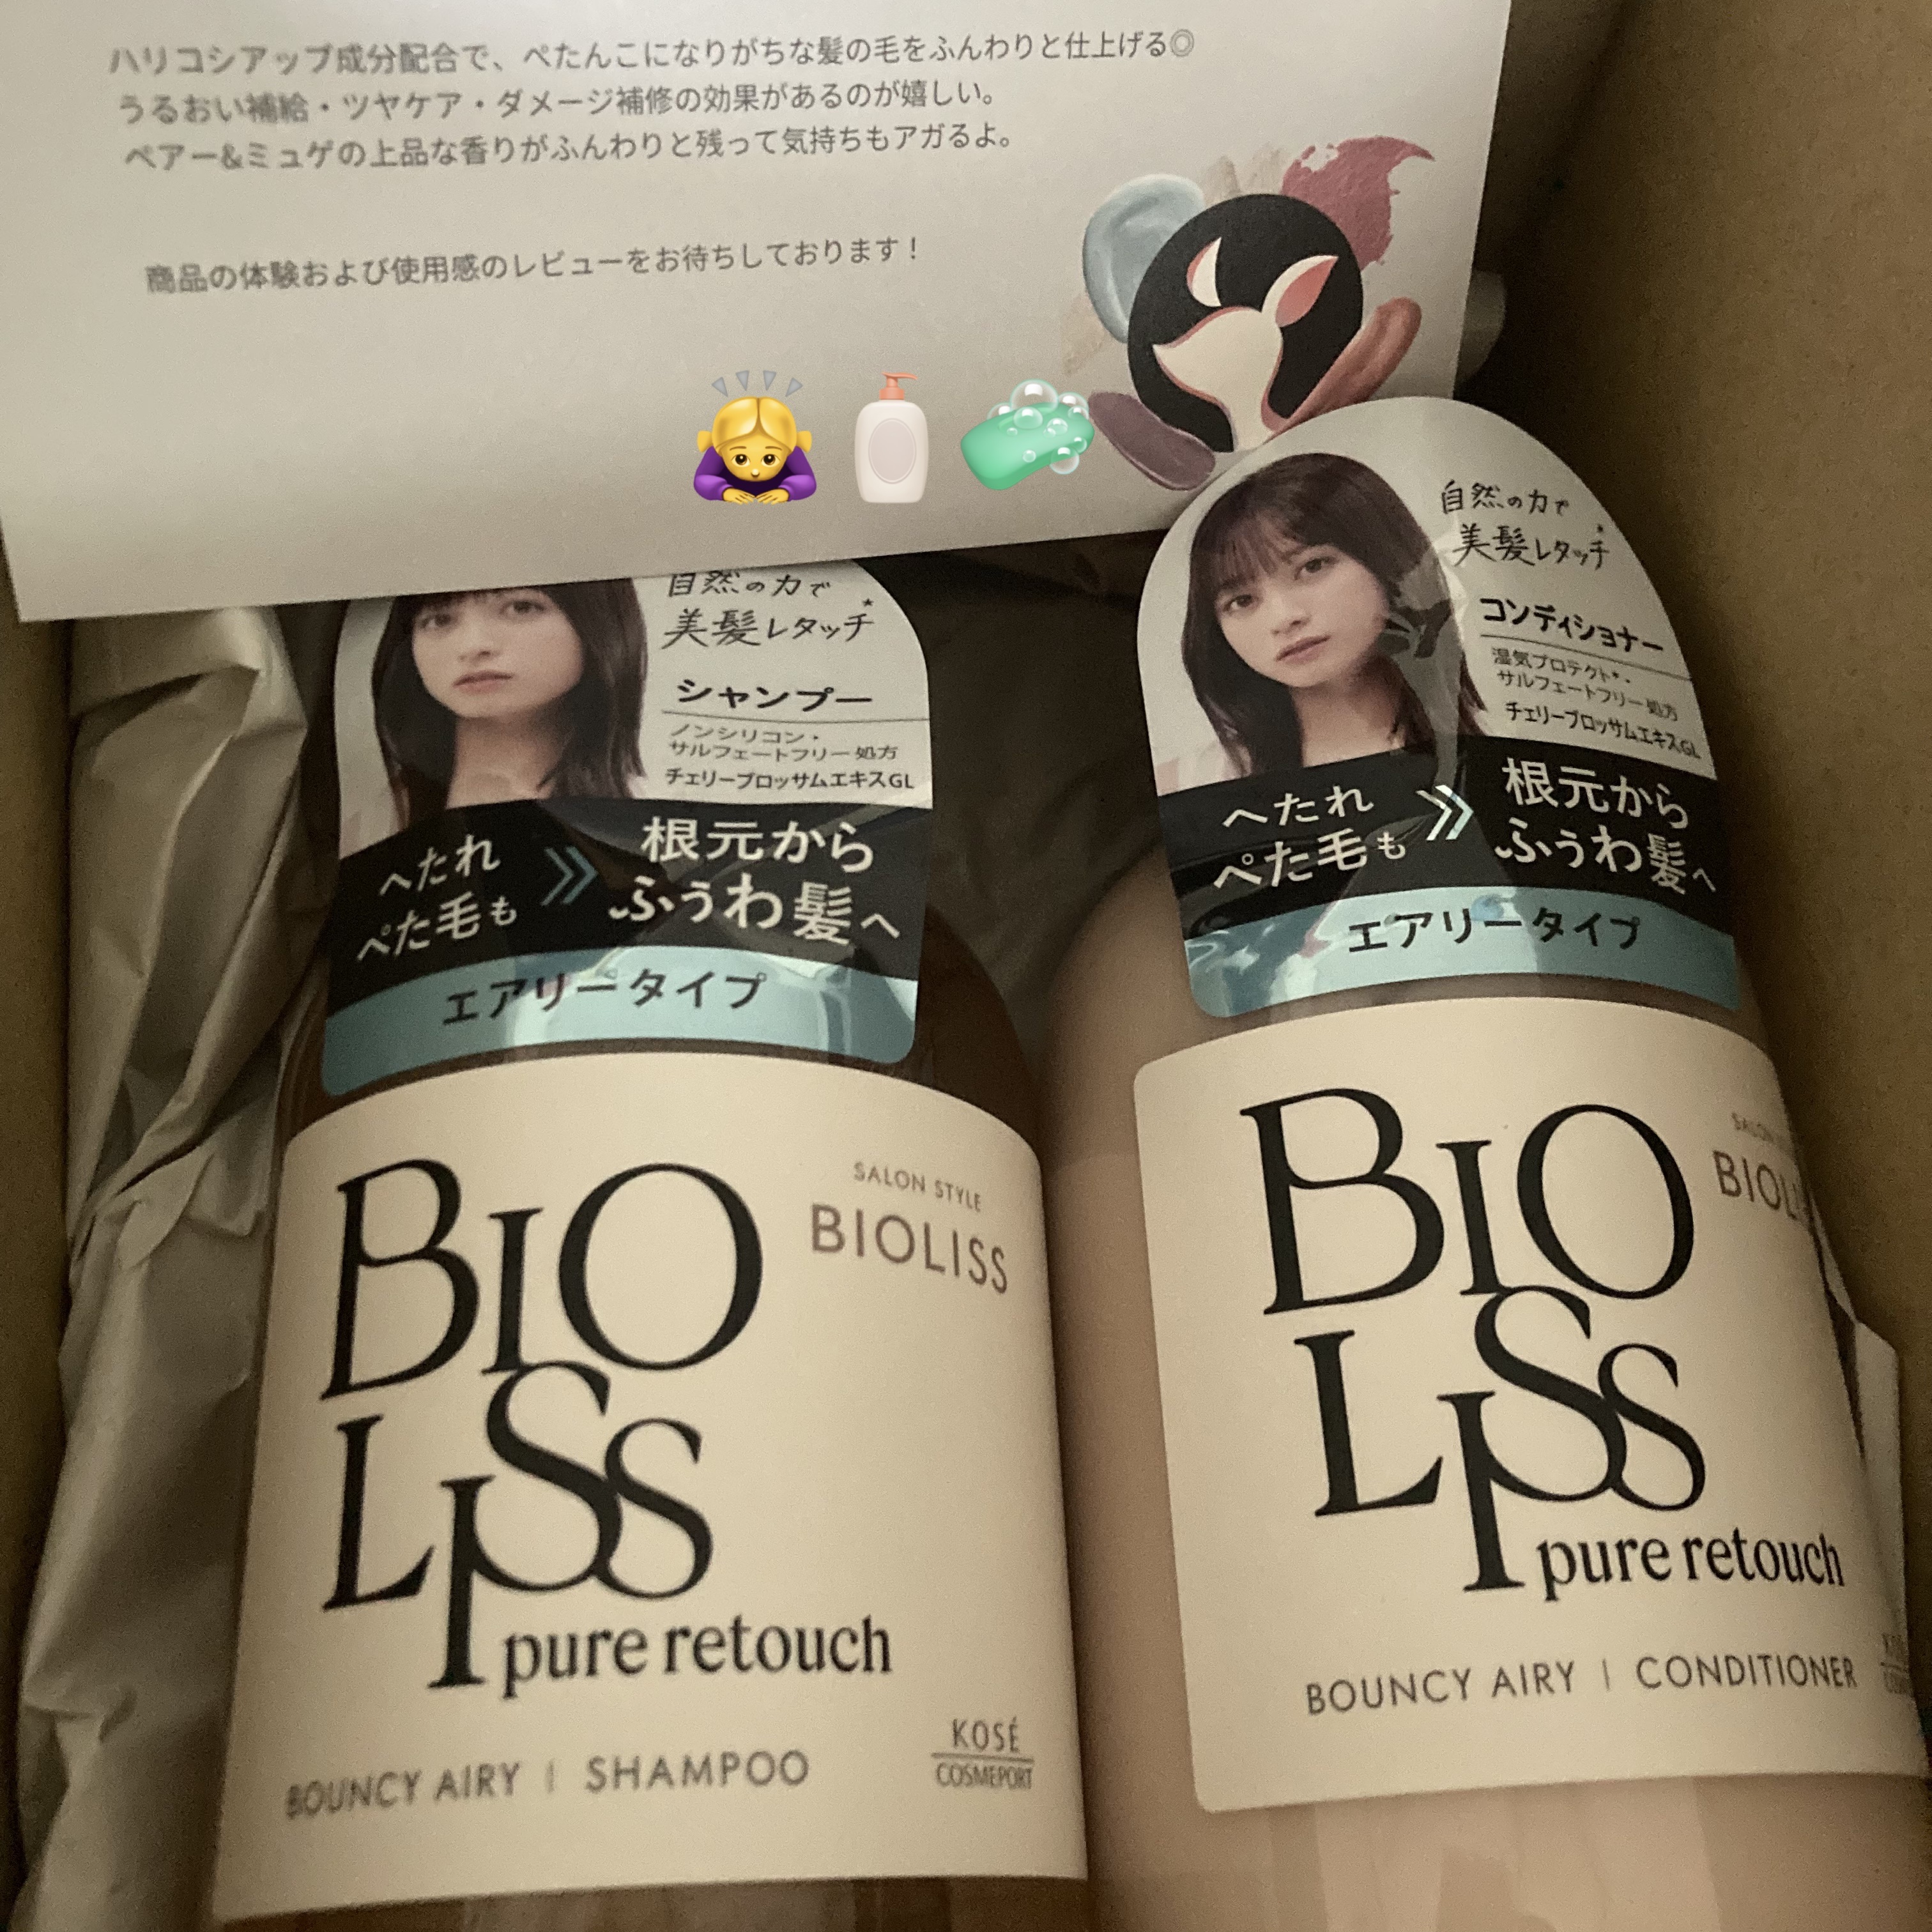 ハリコシアップ成分配合で、ぺたんこになりがちな髪の毛をふんわりと仕上げる◎
うるおい補給・ツヤケア・ダメージ補修の効果があるのが嬉しい。
ペアー&ミュゲの上品な香りがふんわりと残って気持ちもアガるよ。
商品の体験および使用感のレビューをお待ちしております！
自然の力で
美髪レタッチ*
シャンプー
ノンシリコン・
サルフェートフリー処方
チェリーブロッサムエキスGL
へたれ
ぺた毛も
根元から
ふぅわ髪へ
エアリータイプ
BIO
LISS
pure retouch
SALON STYLE
BIOLISS
BOUNCY AIRY | SHAMPOO
KOSÉ
COSMEPORT
自然の力で
美髪レタッチ*
コンディショナー
湿気プロテクト*・
サルフェートフリー処方
チェリーブロッサムエキスGL
へたれ
ぺた毛も
根元から
ふぅわ髪へ
エアリータイプ
BIO
LISS
pure retouch
SALON
BIOLI
BOUNCY AIRY | CONDITIONER